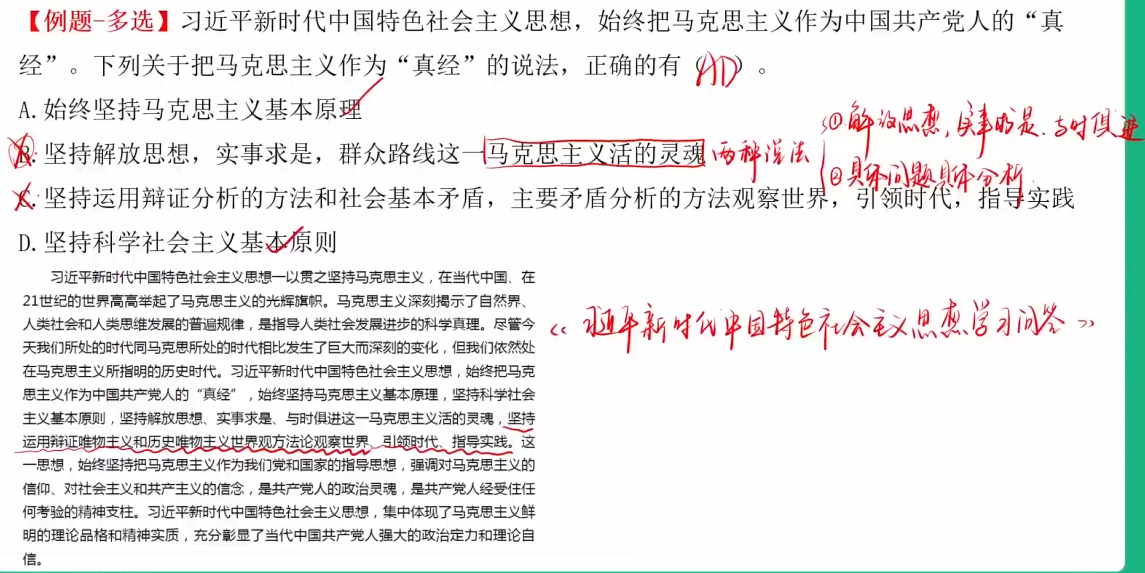 【例题-多选】习近平新时代中国特色社会主义思想，始终把马克思主义作为中国共产党人的“真
经”。下列关于把马克思主义作为“真经”的说法，正确的有（AD）。
A.始终坚持马克思主义基本原理
B.坚持解放思想，实事求是，群众路线这一马克思主义活的灵魂 两种说法
①解放思想，实事求是.与时俱进
②具体问题具体分析.
C.坚持运用辩证分析的方法和社会基本矛盾，主要矛盾分析的方法观察世界，引领时代，指导实践
D.坚持科学社会主义基本原则
习近平新时代中国特色社会主义思想一以贯之坚持马克思主义，在当代中国、在
21世纪的世界高高举起了马克思主义的光辉旗帜。马克思主义深刻揭示了自然界、
人类社会和人类思维发展的普遍规律，是指导人类社会发展进步的科学真理。尽管今
天我们所处的时代同马克思所处的时代相比发生了巨大而深刻的变化，但我们依然处
在马克思主义所指明的历史时代。习近平新时代中国特色社会主义思想，始终把马克
思主义作为中国共产党人的“真经”，始终坚持马克思主义基本原理，坚持科学社会
主义基本原则，坚持解放思想、实事求是、与时俱进这一马克思主义活的灵魂，坚持
运用辩证唯物主义和历史唯物主义世界观方法论观察世界、引领时代、指导实践。这
一思想，始终坚持把马克思主义作为我们党和国家的指导思想，强调对马克思主义的
信仰、对社会主义和共产主义的信念，是共产党人的政治灵魂，是共产党人经受住任
何考验的精神支柱。习近平新时代中国特色社会主义思想，集中体现了马克思主义鲜
明的理论品格和精神实质，充分彰显了当代中国共产党人强大的政治定力和理论自
信。
《习近平新时代中国特色社会主义思想学习问答》